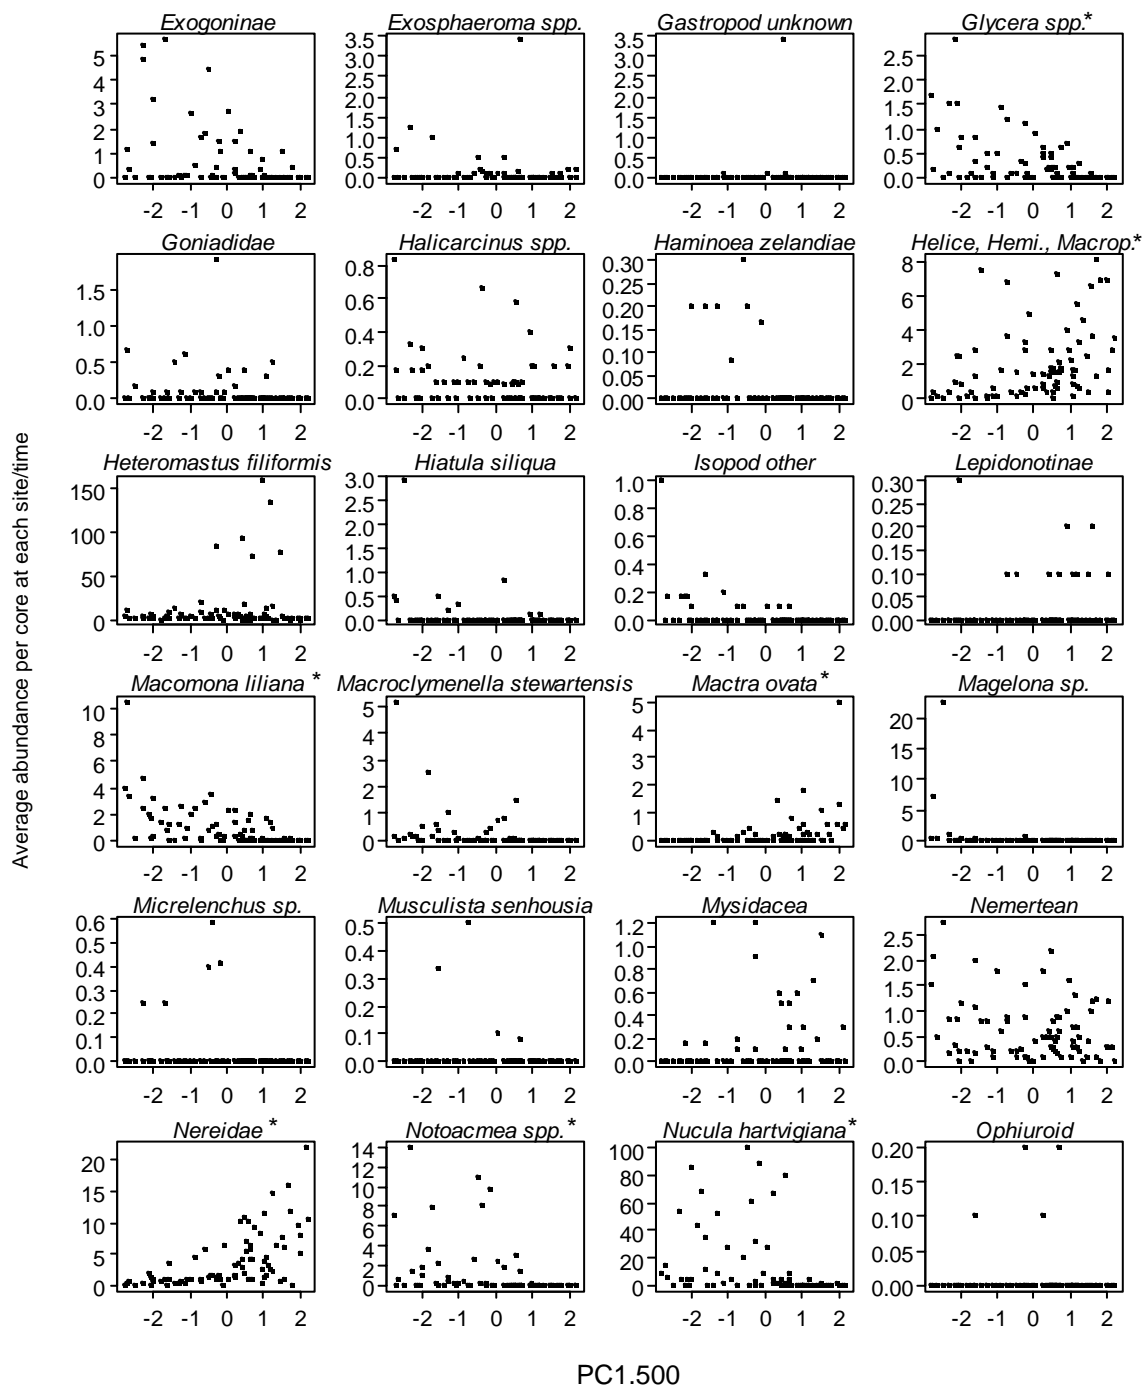 Exogoninae Exosphaeroma spp. Gastropod unknown Glycera spp.*
5 4 3 2 1 0
3.5 3.0 2.5 2.0 1.5 1.0 0.5 0.0
3.5 3.0 2.5 2.0 1.5 1.0 0.5 0.0
2.5 2.0 1.5 1.0 0.5 0.0
-2 -1 0 1 2 -2 -1 0 1 2 -2 -1 0 1 2 -2 -1 0 1 2
Goniadidae Halicarcinus spp. Haminoea zelandiae Helice, Hemi., Macrop.*
1.5 1.0 0.5 0.0
0.8 0.6 0.4 0.2 0.0
0.30 0.25 0.20 0.15 0.10 0.05 0.00
8 6 4 2 0
-2 -1 0 1 2 -2 -1 0 1 2 -2 -1 0 1 2 -2 -1 0 1 2
Average abundance per core at each site/time
Heteromastus filiformis Hiatula siliqua Isopod other Lepidonotinae
150 100 50 0
3.0 2.5 2.0 1.5 1.0 0.5 0.0
1.0 0.8 0.6 0.4 0.2 0.0
0.30 0.25 0.20 0.15 0.10 0.05 0.00
-2 -1 0 1 2 -2 -1 0 1 2 -2 -1 0 1 2 -2 -1 0 1 2
Macomona liliana * Macroclymenella stewartensis Mactra ovata* Magelona sp.
10 8 6 4 2 0
5 4 3 2 1 0
5 4 3 2 1 0
20 15 10 5 0
-2 -1 0 1 2 -2 -1 0 1 2 -2 -1 0 1 2 -2 -1 0 1 2
Micrelenchus sp. Musculista senhousia Mysidacea Nemertean
0.6 0.5 0.4 0.3 0.2 0.1 0.0
0.5 0.4 0.3 0.2 0.1 0.0
1.2 1.0 0.8 0.6 0.4 0.2 0.0
2.5 2.0 1.5 1.0 0.5 0.0
-2 -1 0 1 2 -2 -1 0 1 2 -2 -1 0 1 2 -2 -1 0 1 2
Nereidae * Notoacmea spp.* Nucula hartvigiana* Ophiuroid
20 15 10 5 0
14 12 10 8 6 4 2 0
100 80 60 40 20 0
0.20 0.15 0.10 0.05 0.00
-2 -1 0 1 2 -2 -1 0 1 2 -2 -1 0 1 2 -2 -1 0 1 2
PC1.500